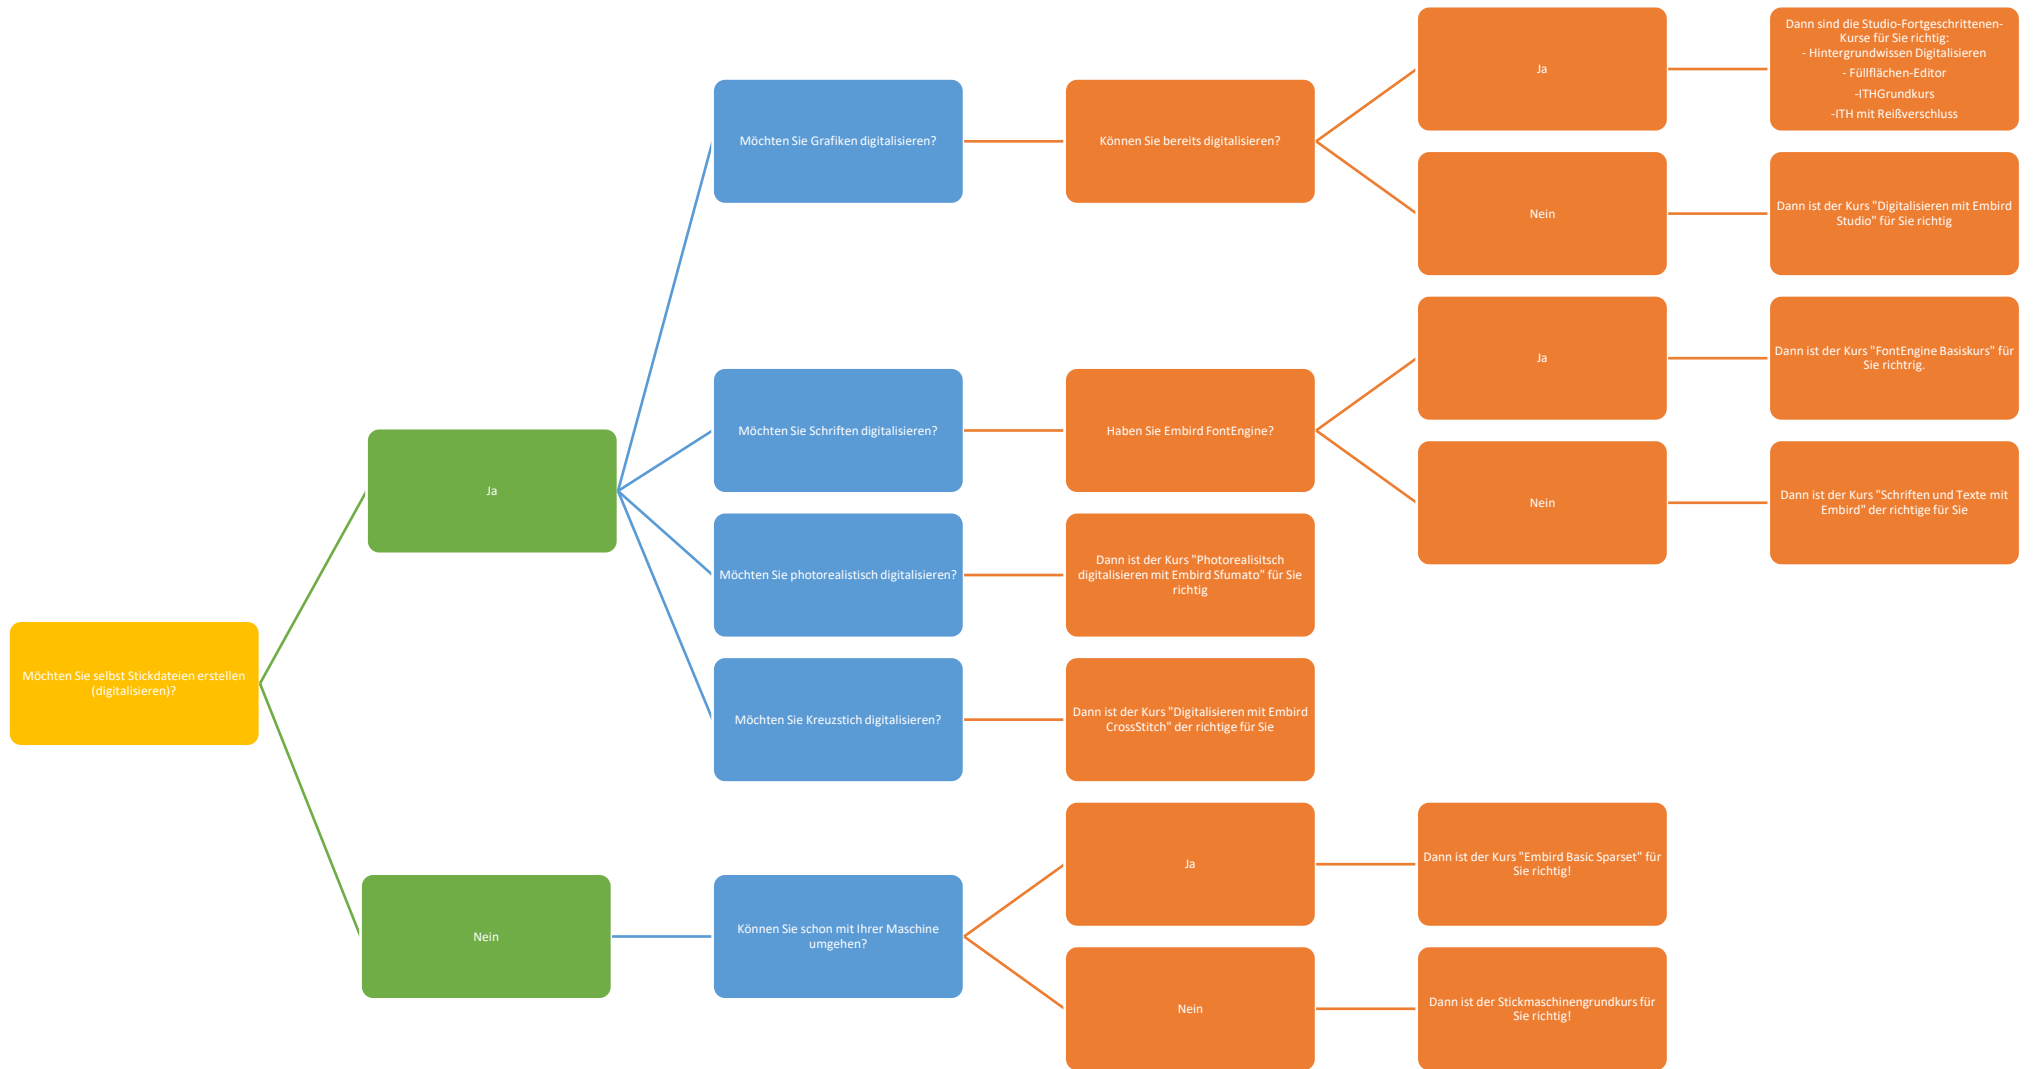 Möchten Sie selbst Stickdateien erstellen
(digitalisieren)?
Ja
Möchten Sie Grafiken digitalisieren?
Können Sie bereits digitalisieren?
Ja
Dann sind die Studio-Fortgeschrittenen-
Kurse für Sie richtig:
- Hintergrundwissen Digitalisieren
- Füllflächen-Editor
-ITHGrundkurs
-ITH mit Reißverschluss
Nein
Dann ist der Kurs "Digitalisieren mit Embird
Studio" für Sie richtig
Möchten Sie Schriften digitalisieren?
Haben Sie Embird FontEngine?
Ja
Dann ist der Kurs "FontEngine Basiskurs" für
Sie richtrig.
Nein
Dann ist der Kurs "Schriften und Texte mit
Embird" der richtige für Sie
Möchten Sie photorealistisch digitalisieren?
Dann ist der Kurs "Photorealisitsch
digitalisieren mit Embird Sfumato" für Sie
richtig
Möchten Sie Kreuzstich digitalisieren?
Dann ist der Kurs "Digitalisieren mit Embird
CrossStitch" der richtige für Sie
Nein
Können Sie schon mit Ihrer Maschine
umgehen?
Ja
Dann ist der Kurs "Embird Basic Sparset" für
Sie richtig!
Nein
Dann ist der Stickmaschinengrundkurs für
Sie richtig!